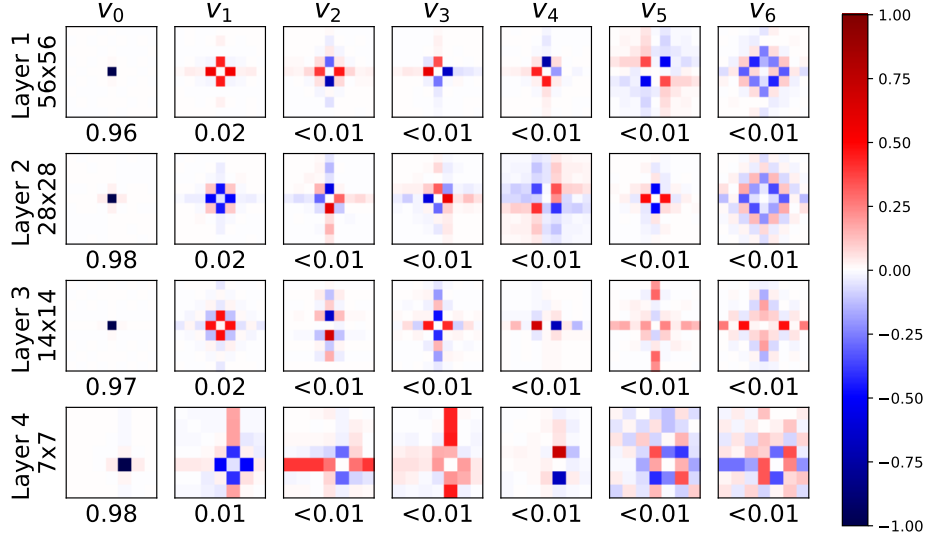 v₀ v₁ v₂ v₃ v₄ v₅ v₆
Layer 1
56x56
0.96 0.02 <0.01 <0.01 <0.01 <0.01 <0.01
Layer 2
28x28
0.98 0.02 <0.01 <0.01 <0.01 <0.01 <0.01
Layer 3
14x14
0.97 0.02 <0.01 <0.01 <0.01 <0.01 <0.01
Layer 4
7x7
0.98 0.01 <0.01 <0.01 <0.01 <0.01 <0.01
1.00
0.75
0.50
0.25
0.00
−0.25
−0.50
−0.75
−1.00